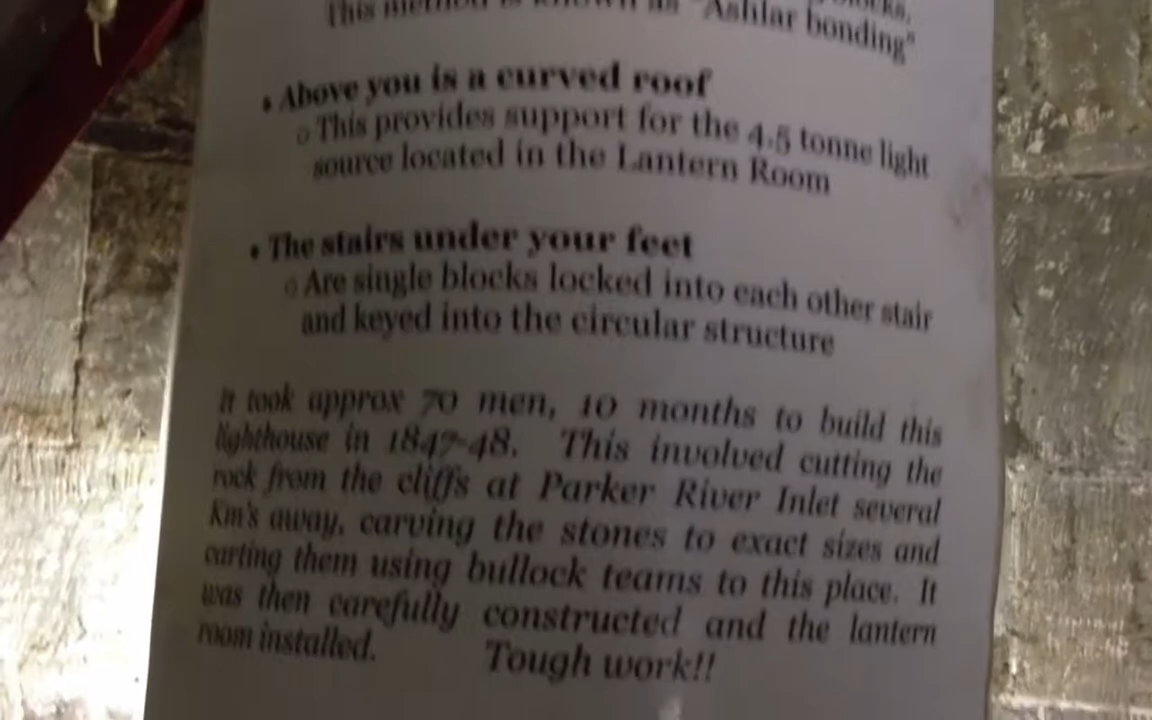 blocks.
This method is known as "Ashlar bonding"
• Above you is a curved roof
○ This provides support for the 4.5 tonne light
source located in the Lantern Room
• The stairs under your feet
○ Are single blocks locked into each other stair
and keyed into the circular structure
It took approx 70 men, 10 months to build this
lighthouse in 1847-48. This involved cutting the
rock from the cliffs at Parker River Inlet several
Km's away, carving the stones to exact sizes and
carting them using bullock teams to this place. It
was then carefully constructed and the lantern
room installed. Tough work!!